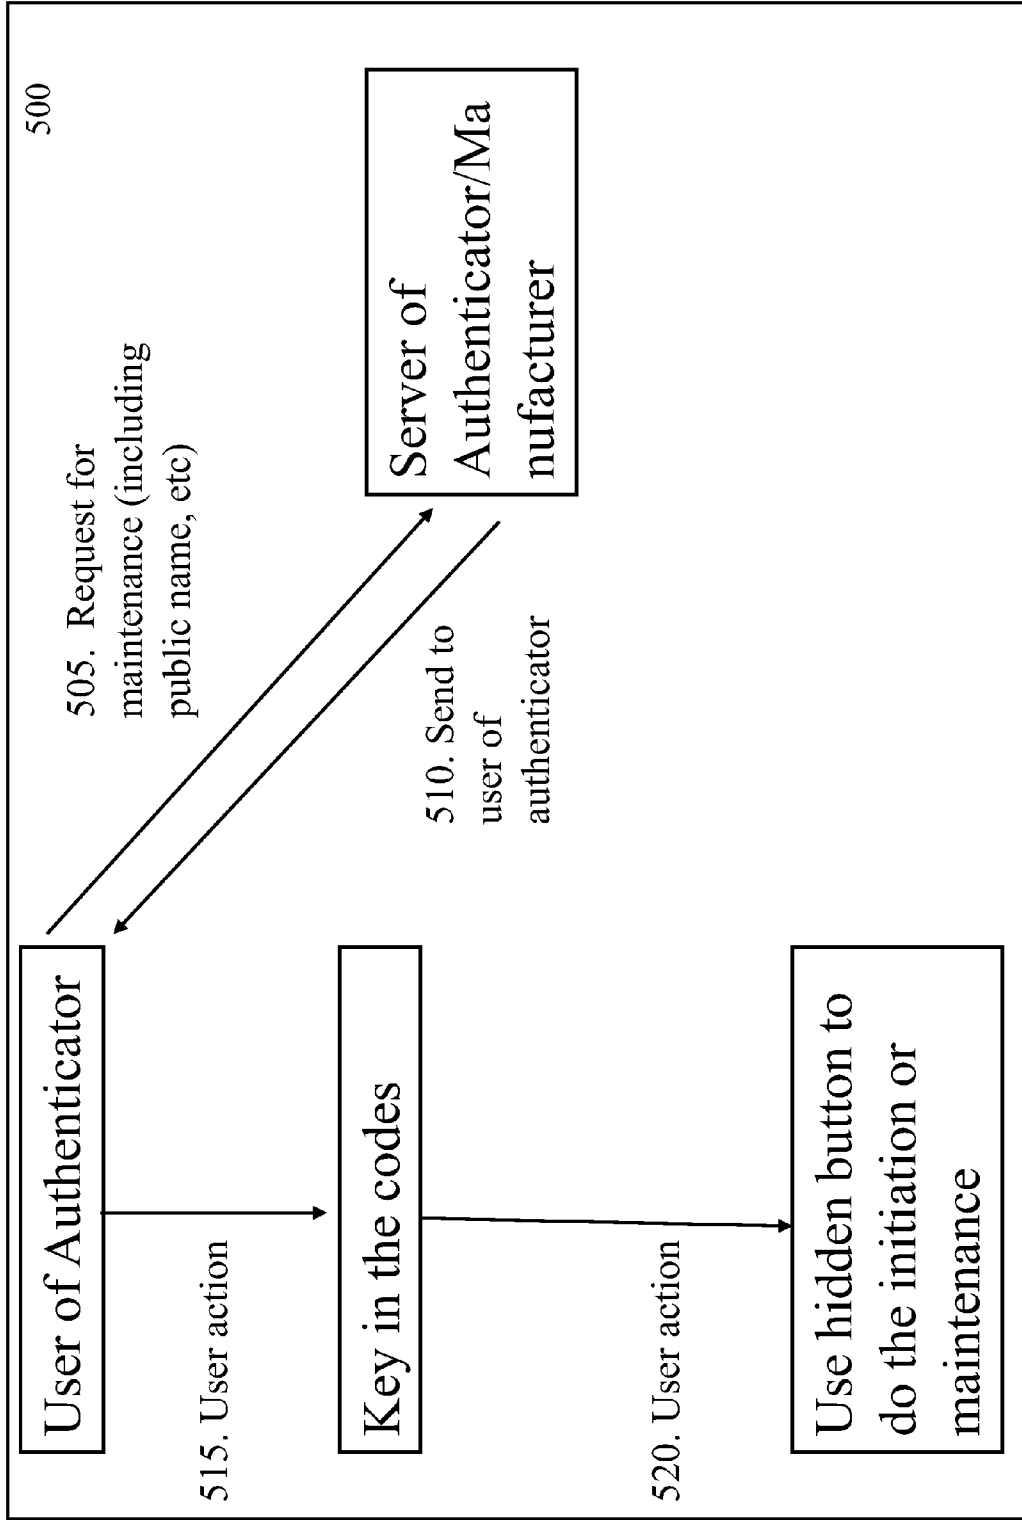 500
User of Authenticator
505. Request for
maintenance (including
public name, etc)
Server of
Authenticator/Ma
nufacturer
510. Send to
user of
authenticator
515. User action
Key in the codes
520. User action
Use hidden button to
do the initiation or
maintenance